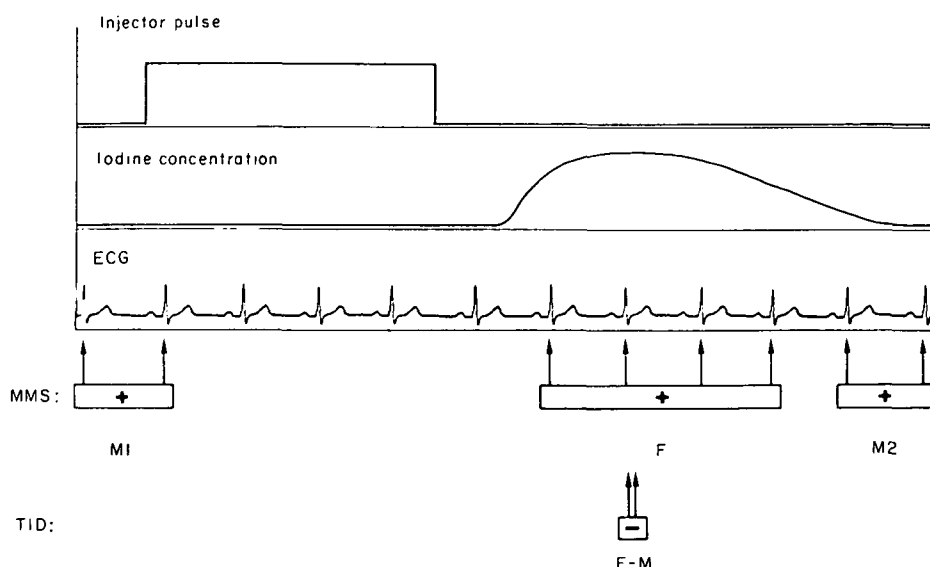 Injector pulse
Iodine concentration
ECG
MMS: + + +
M1 F M2
TID: −
F-M